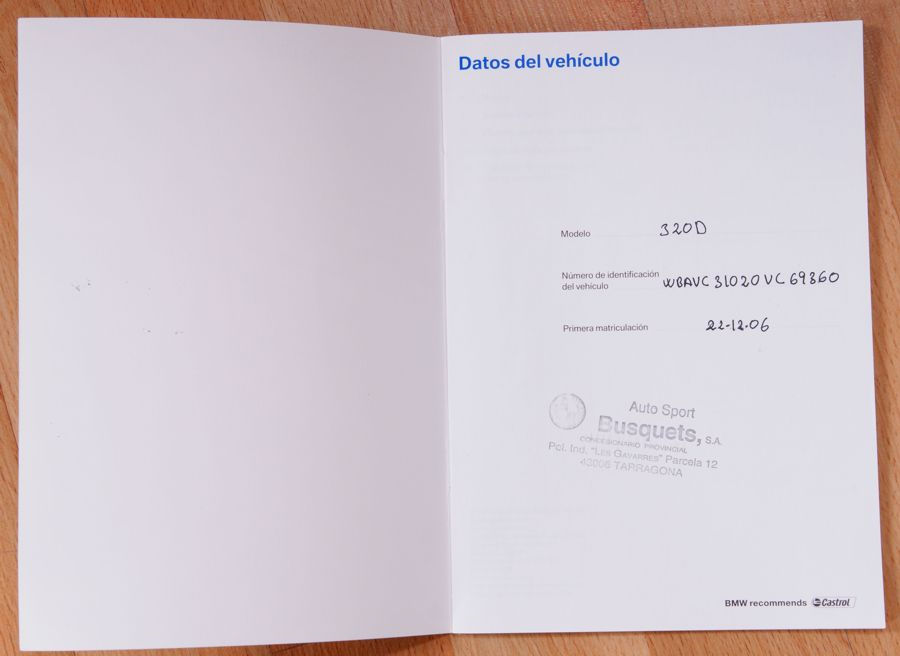 Datos del vehículo
Modelo 320D
Número de identificación
del vehículo WBAVC31020VC69360
Primera matriculación 22-12-06
Auto Sport
Busquets, S.A.
CONCESIONARIO PROVINCIAL
Pol. Ind. "Les Gavarres" Parcela 12
43006 TARRAGONA
BMW recommends Castrol